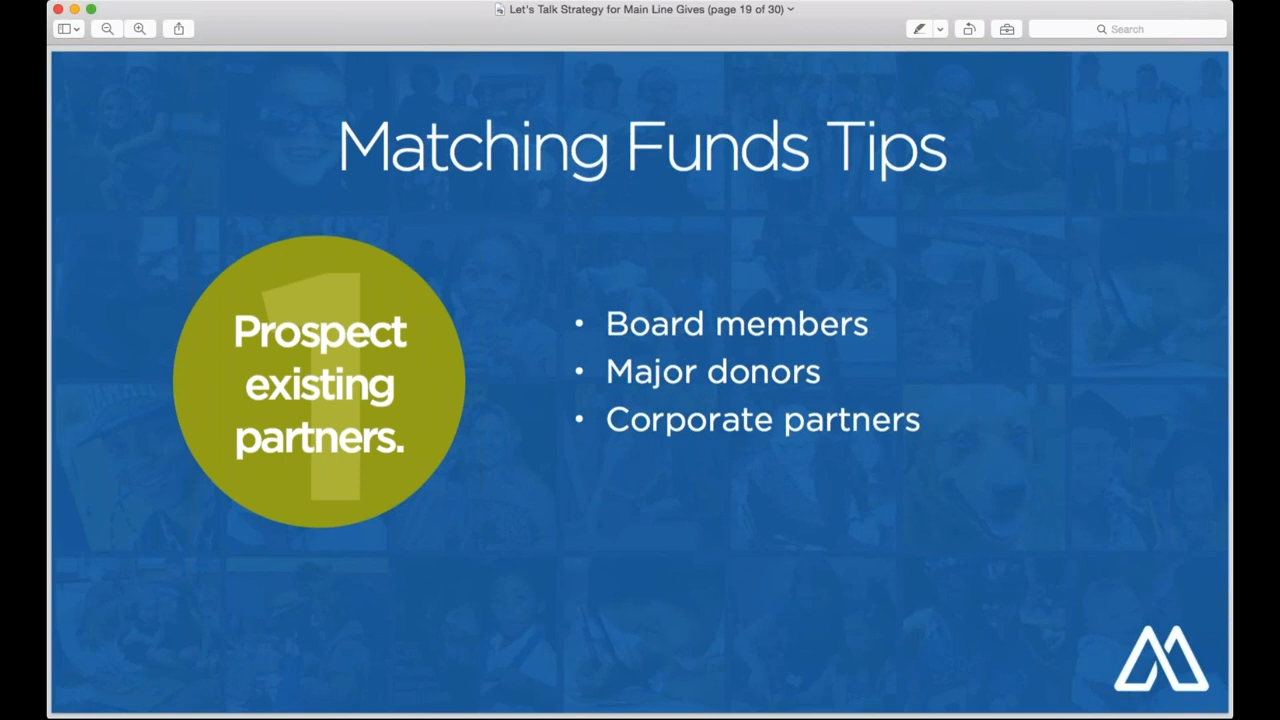 Let's Talk Strategy for Main Line Gives (page 19 of 30)
Search
Matching Funds Tips
1
Prospect
existing
partners.
• Board members
• Major donors
• Corporate partners